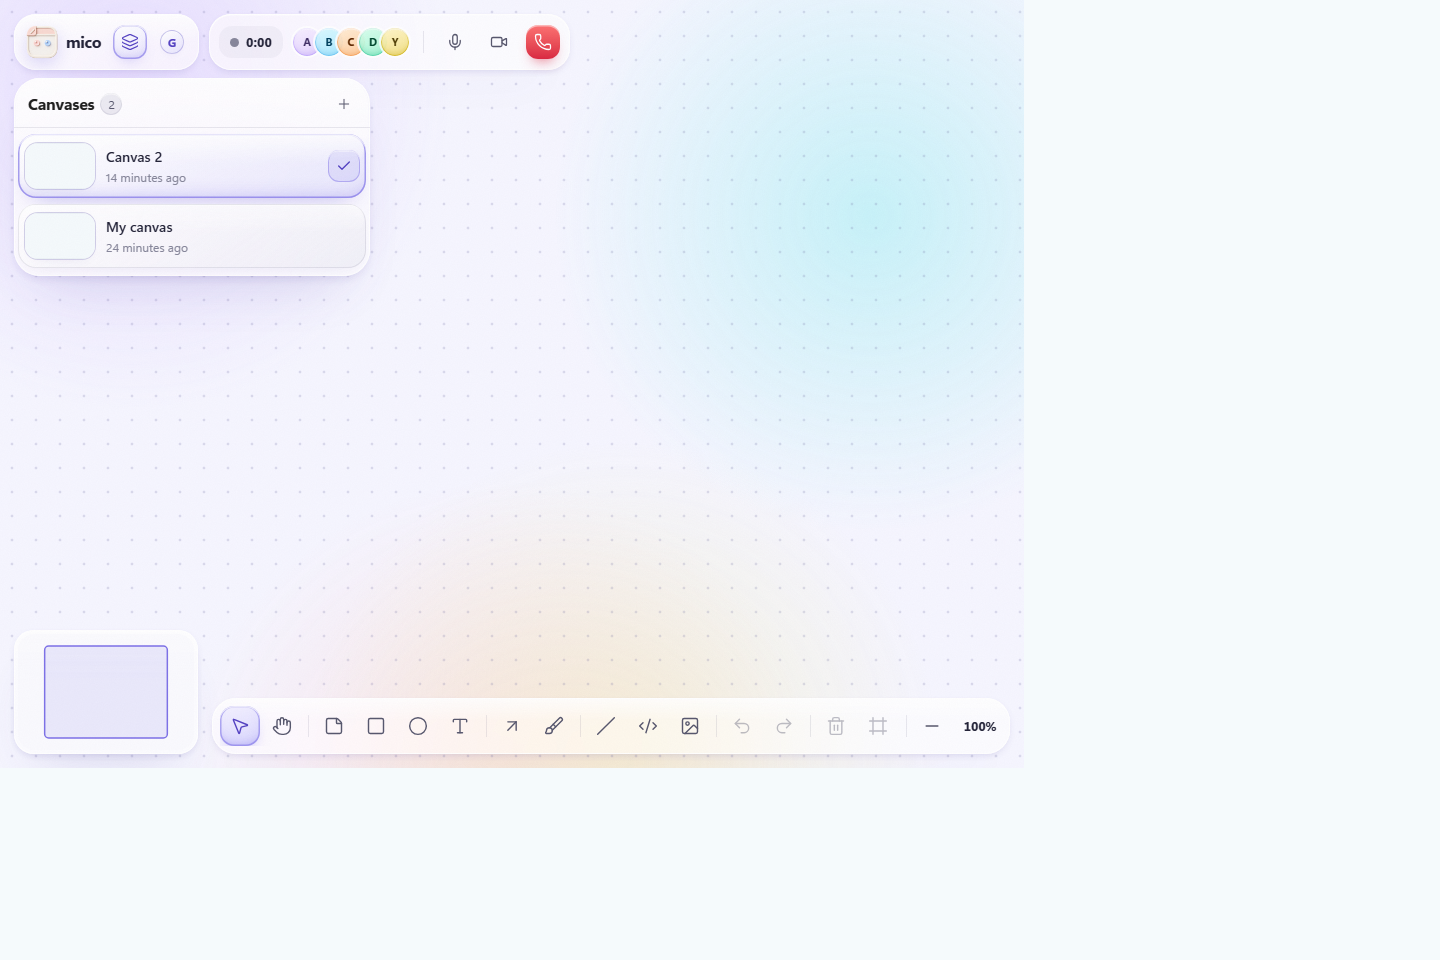 mico
G
0:00
A B C D Y
Canvases 2
Canvas 2
14 minutes ago
My canvas
24 minutes ago
100%